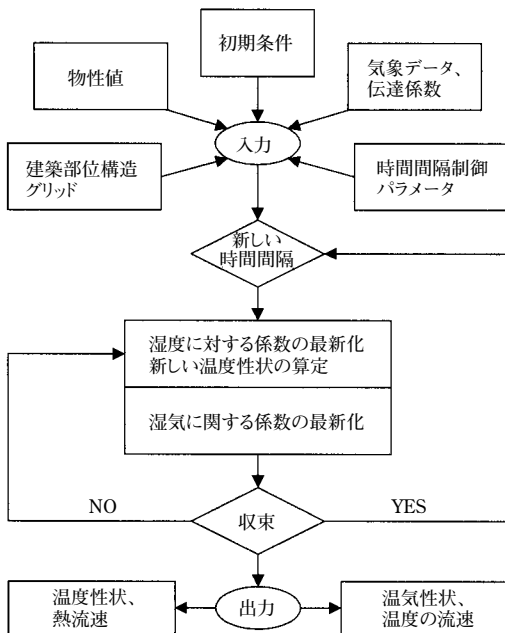 初期条件
物性値
気象データ、
伝達係数
入力
建築部位構造
グリッド
時間間隔制御
パラメータ
新しい
時間間隔
湿度に対する係数の最新化
新しい温度性状の算定
湿気に関する係数の最新化
NO
YES
収束
温度性状、
熱流速
出力
温気性状、
温度の流速